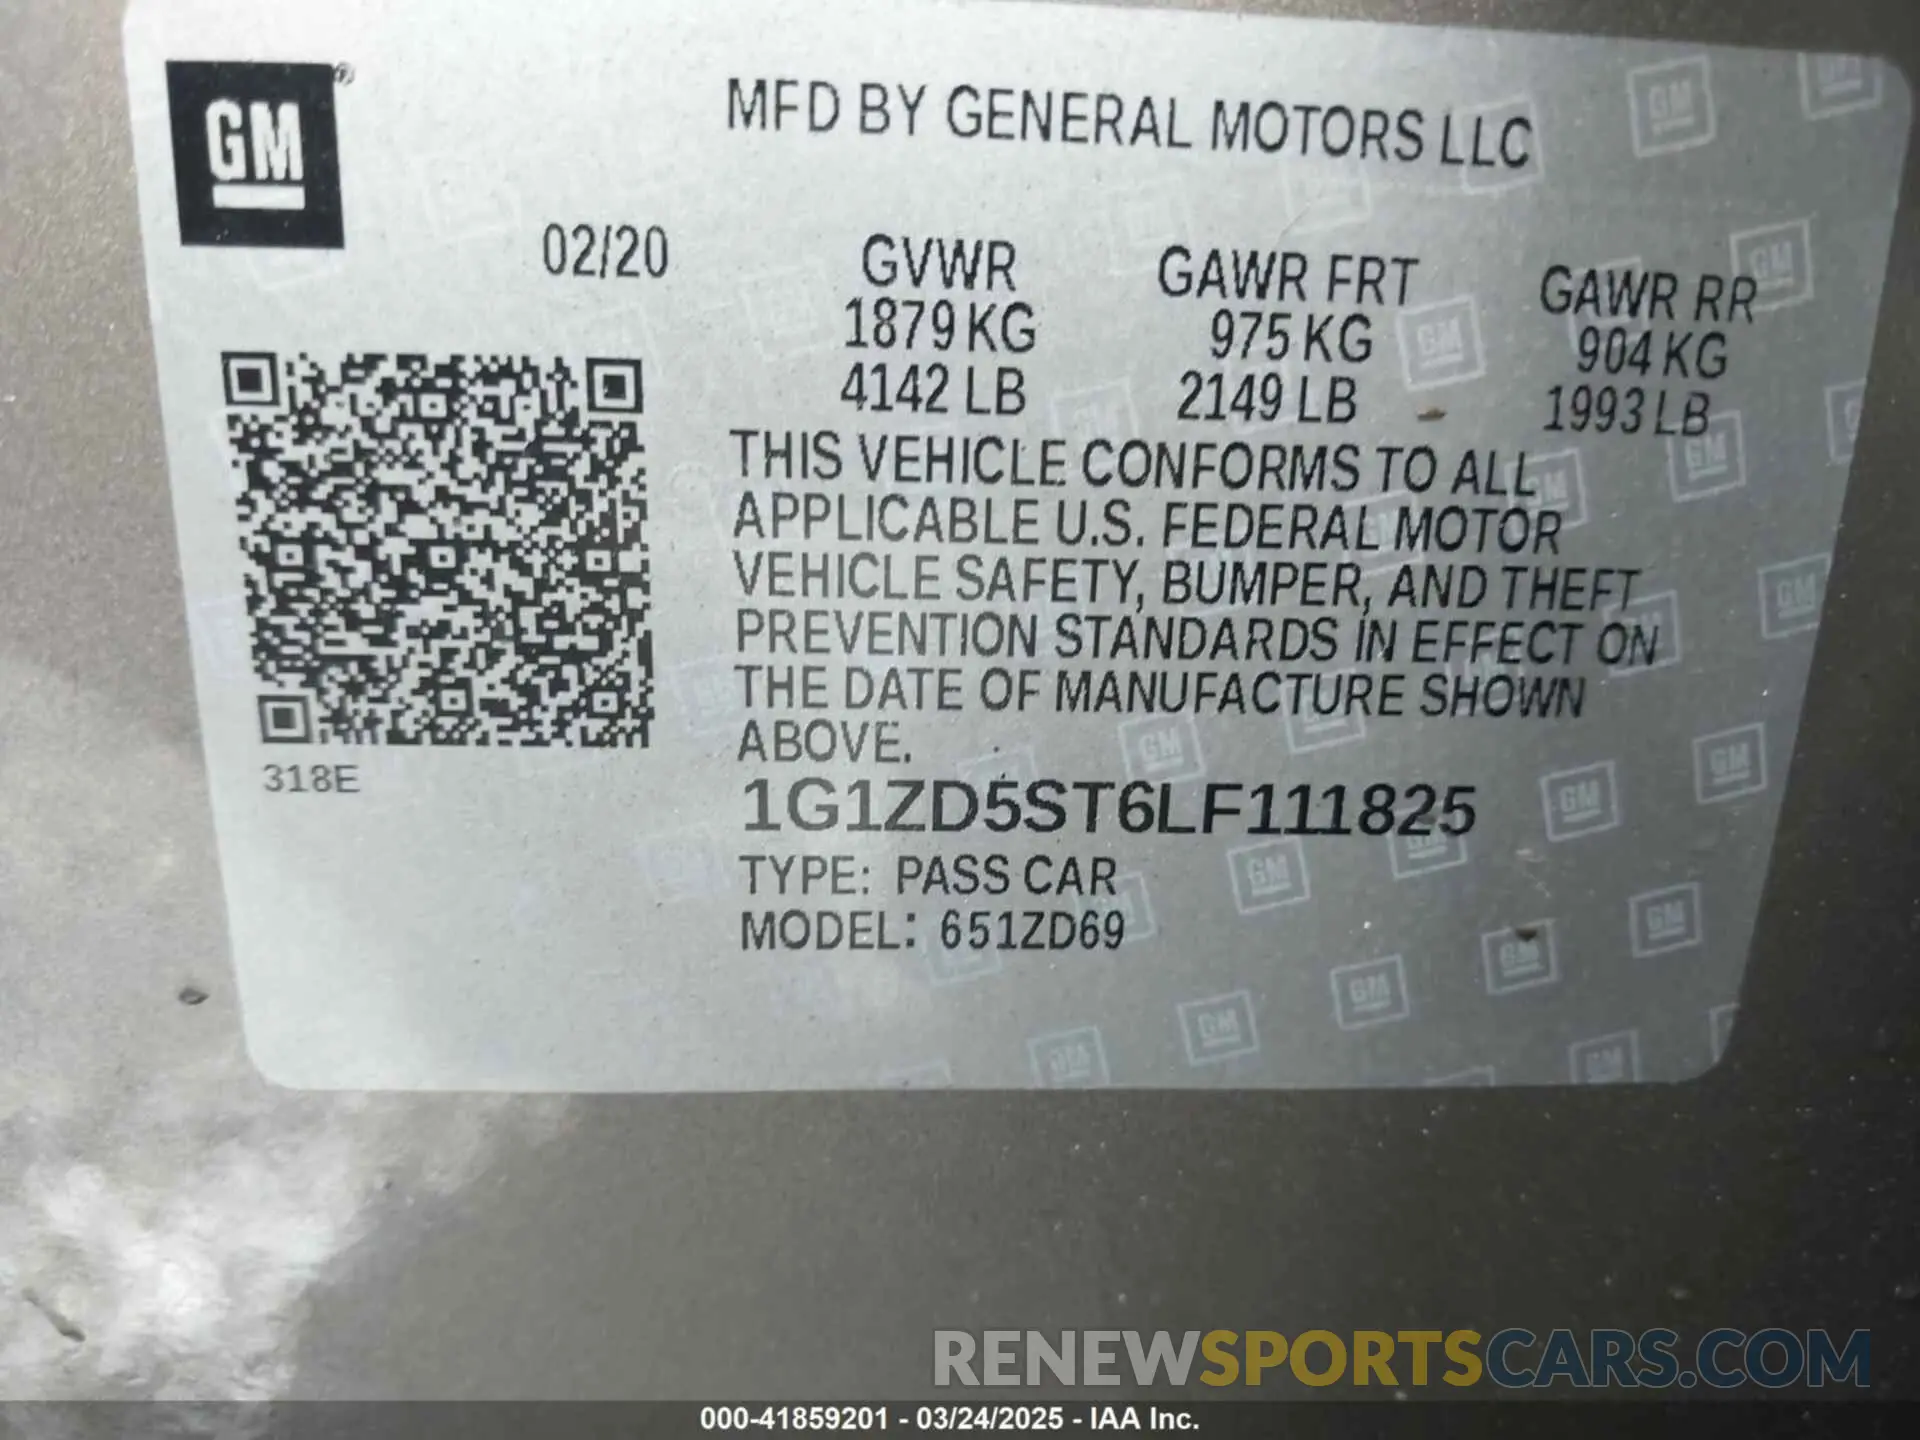 GM®
MFD BY GENERAL MOTORS LLC
02/20
GVWR GAWR FRT GAWR RR
1879 KG 975 KG 904 KG
4142 LB 2149 LB 1993 LB
THIS VEHICLE CONFORMS TO ALL
APPLICABLE U.S. FEDERAL MOTOR
VEHICLE SAFETY, BUMPER, AND THEFT
PREVENTION STANDARDS IN EFFECT ON
THE DATE OF MANUFACTURE SHOWN
ABOVE.
318E
1G1ZD5ST6LF111825
TYPE: PASS CAR
MODEL: 651ZD69
RENEWSPORTSCARS.COM
000-41859201 - 03/24/2025 - IAA Inc.